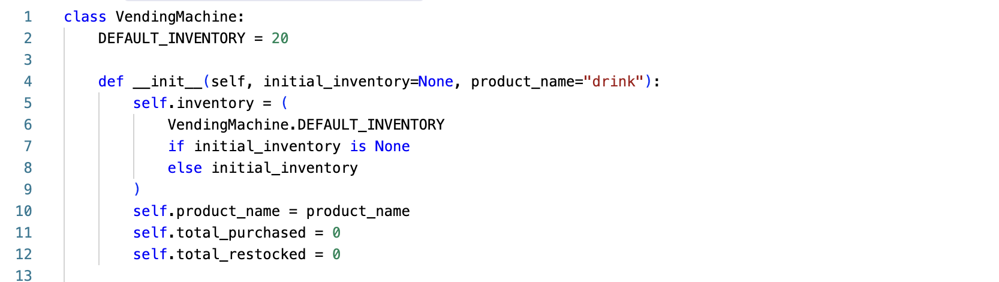 1 class VendingMachine:
2     DEFAULT_INVENTORY = 20
3
4     def __init__(self, initial_inventory=None, product_name="drink"):
5         self.inventory = (
6             VendingMachine.DEFAULT_INVENTORY
7             if initial_inventory is None
8             else initial_inventory
9         )
10         self.product_name = product_name
11         self.total_purchased = 0
12         self.total_restocked = 0
13